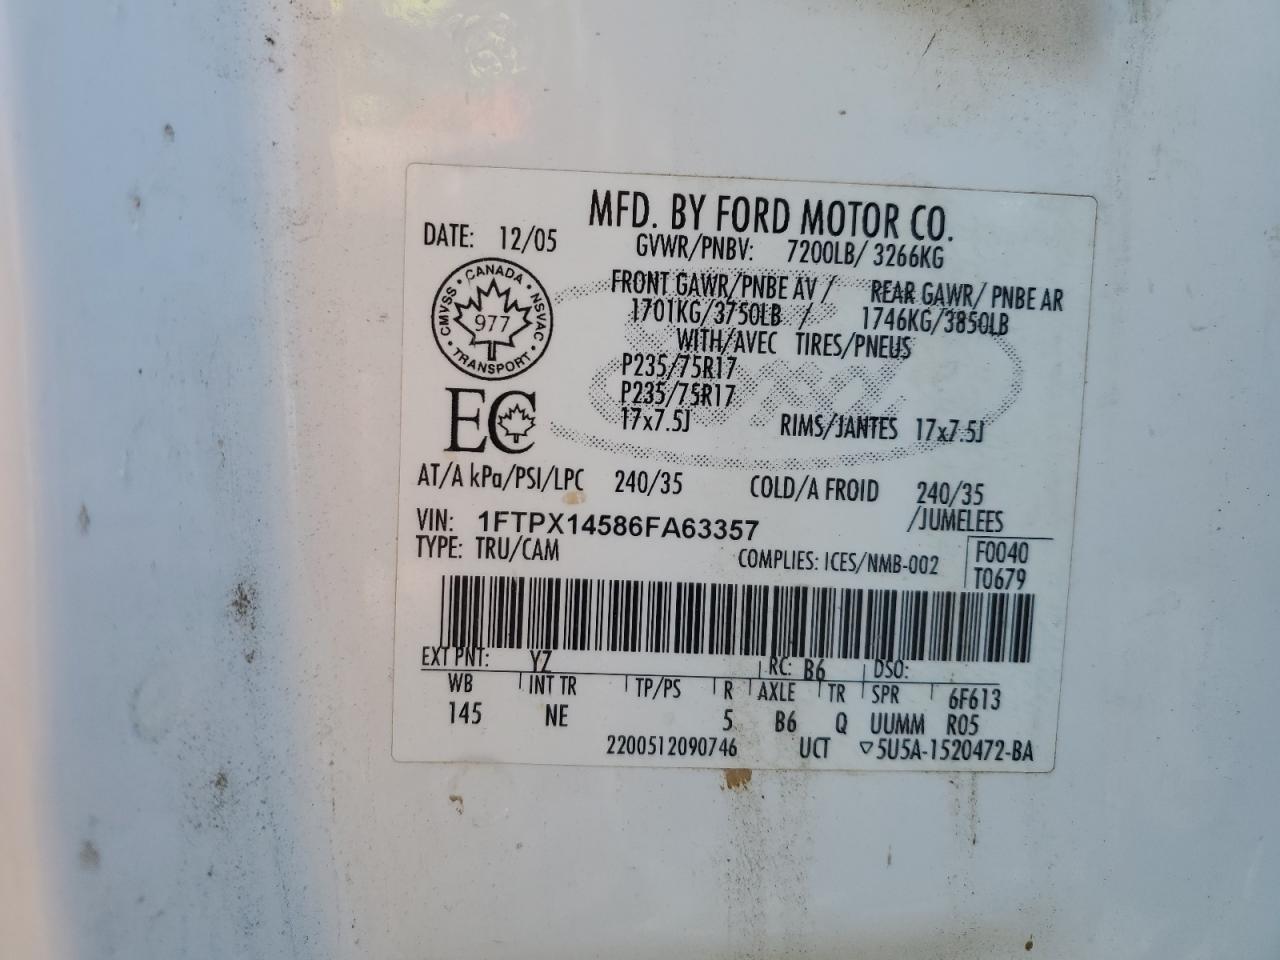 MFD. BY FORD MOTOR CO.
DATE: 12/05
GVWR/PNBV: 7200LB/ 3266KG
CANADA
CMVSS
NSVAC
977
TRANSPORT
FRONT GAWR/PNBE AV / REAR GAWR/ PNBE AR
1701KG/3750LB / 1746KG/3850LB
WITH/AVEC TIRES/PNEUS
P235/75R17
P235/75R17
EC
17x7.5J RIMS/JANTES 17x7.5J
AT/A kPa/PSI/LPC 240/35 COLD/A FROID 240/35
/JUMELEES
VIN: 1FTPX14586FA63357
TYPE: TRU/CAM
COMPLIES: ICES/NMB-002
F0040
T0679
EXT PNT: YZ RC: B6 DSO:
WB INT TR TP/PS R AXLE TR SPR 6F613
145 NE 5 B6 Q UUMM R05
2200512090746 UCT ▽5U5A-1520472-BA